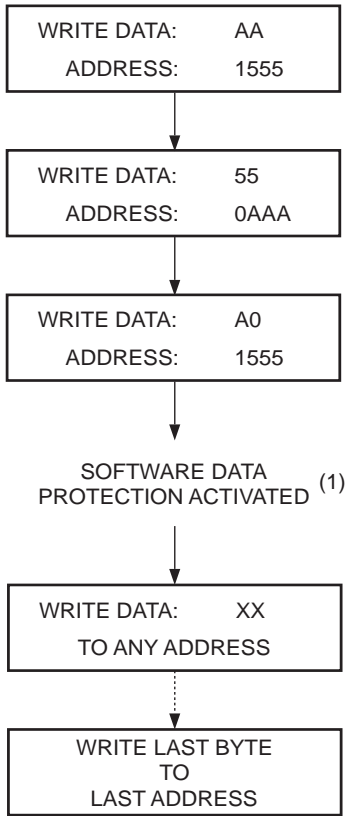 WRITE DATA: AA
ADDRESS: 1555
WRITE DATA: 55
ADDRESS: 0AAA
WRITE DATA: A0
ADDRESS: 1555
SOFTWARE DATA
PROTECTION ACTIVATED (1)
WRITE DATA: XX
TO ANY ADDRESS
WRITE LAST BYTE
TO
LAST ADDRESS